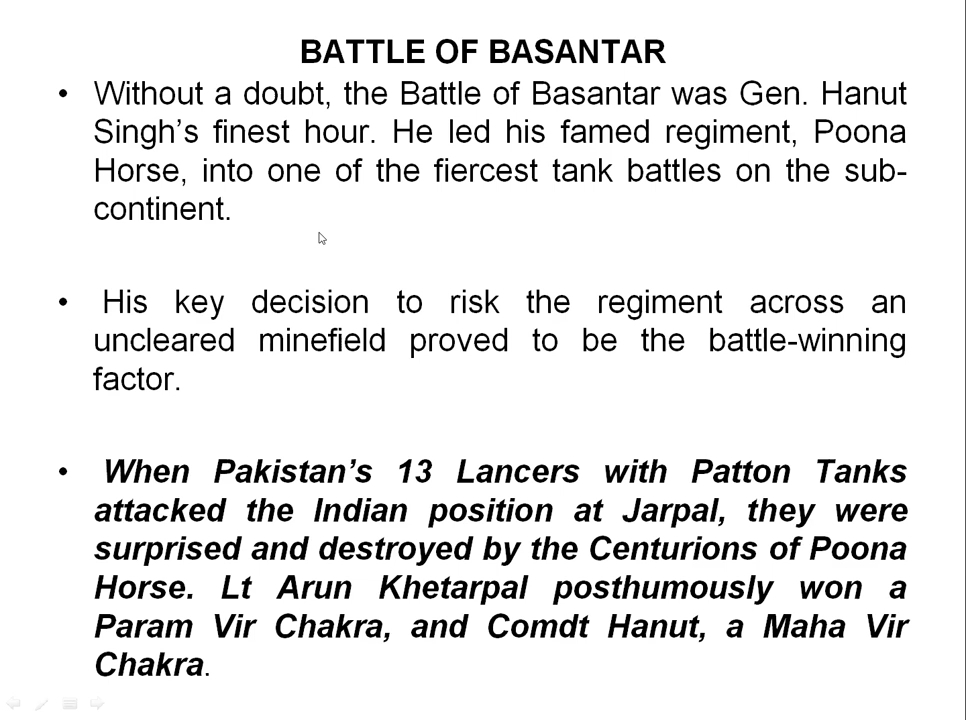 BATTLE OF BASANTAR
• Without a doubt, the Battle of Basantar was Gen. Hanut
Singh's finest hour. He led his famed regiment, Poona
Horse, into one of the fiercest tank battles on the sub-
continent.
• His key decision to risk the regiment across an
uncleared minefield proved to be the battle-winning
factor.
• When Pakistan's 13 Lancers with Patton Tanks
attacked the Indian position at Jarpal, they were
surprised and destroyed by the Centurions of Poona
Horse. Lt Arun Khetarpal posthumously won a
Param Vir Chakra, and Comdt Hanut, a Maha Vir
Chakra.